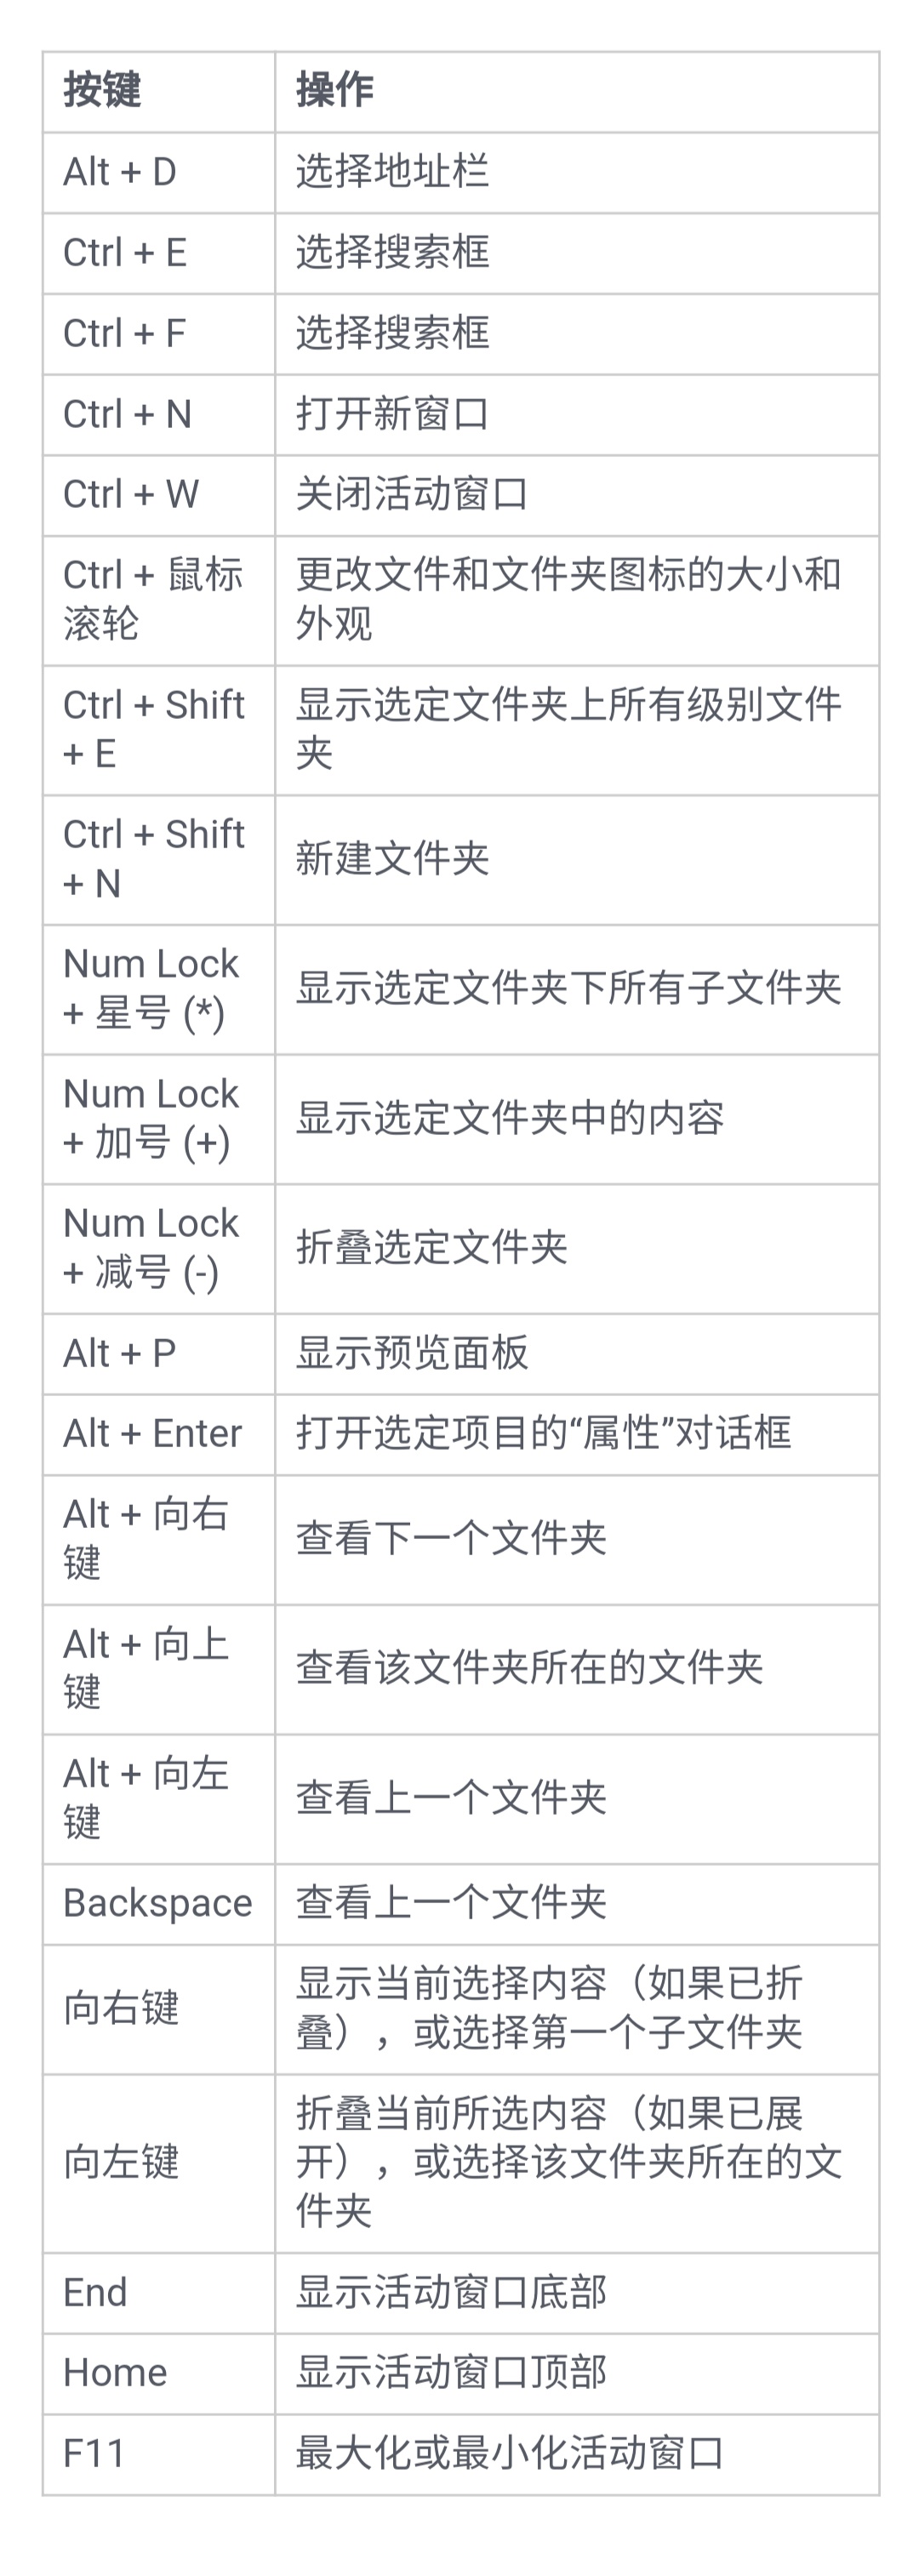 按键 操作
Alt + D 选择地址栏
Ctrl + E 选择搜索框
Ctrl + F 选择搜索框
Ctrl + N 打开新窗口
Ctrl + W 关闭活动窗口
Ctrl + 鼠标
滚轮
更改文件和文件夹图标的大小和
外观
Ctrl + Shift
+ E
显示选定文件夹上所有级别文件
夹
Ctrl + Shift
+ N
新建文件夹
Num Lock
+ 星号 (*)
显示选定文件夹下所有子文件夹
Num Lock
+ 加号 (+)
显示选定文件夹中的内容
Num Lock
+ 减号 (-)
折叠选定文件夹
Alt + P 显示预览面板
Alt + Enter 打开选定项目的“属性”对话框
Alt + 向右
键
查看下一个文件夹
Alt + 向上
键
查看该文件夹所在的文件夹
Alt + 向左
键
查看上一个文件夹
Backspace 查看上一个文件夹
向右键
显示当前选择内容（如果已折
叠），或选择第一个子文件夹
向左键
折叠当前所选内容（如果已展
开），或选择该文件夹所在的文
件夹
End 显示活动窗口底部
Home 显示活动窗口顶部
F11 最大化或最小化活动窗口